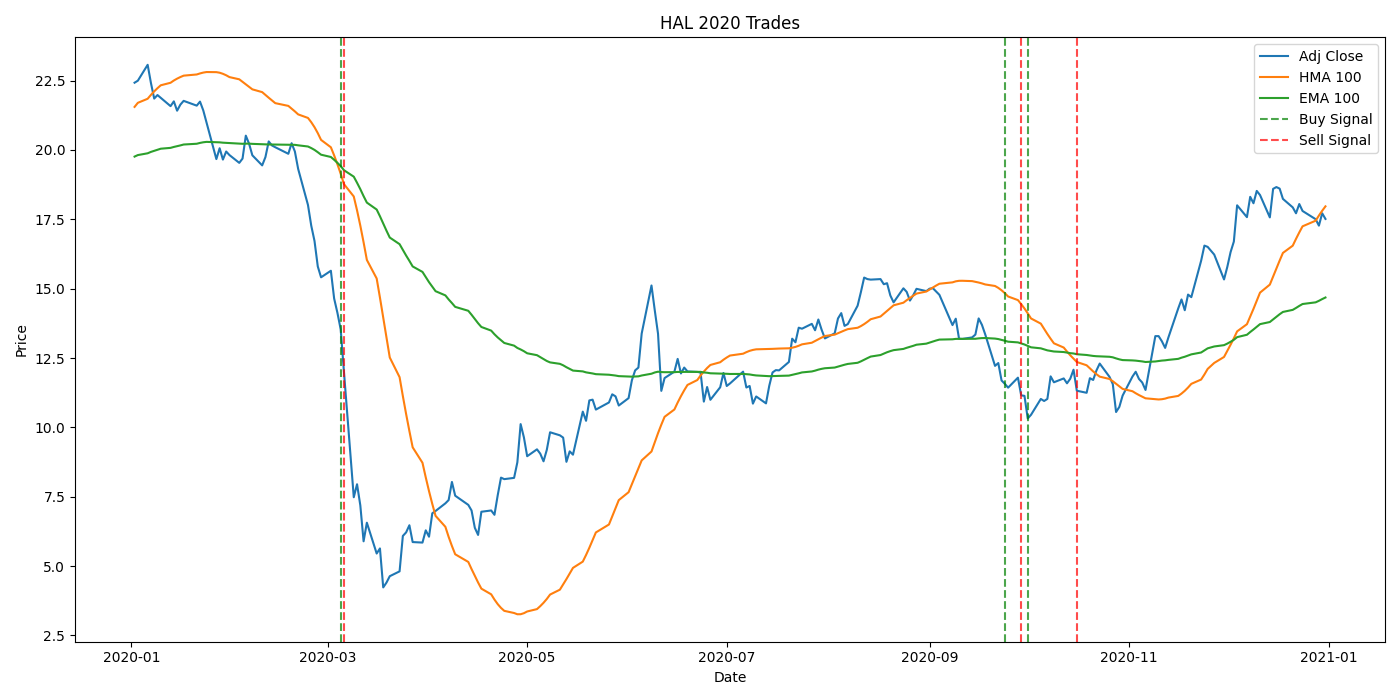 HAL 2020 Trades
Adj Close
HMA 100
EMA 100
Buy Signal
Sell Signal
Price
22.5
20.0
17.5
15.0
12.5
10.0
7.5
5.0
2.5
2020-01 2020-03 2020-05 2020-07 2020-09 2020-11 2021-01
Date